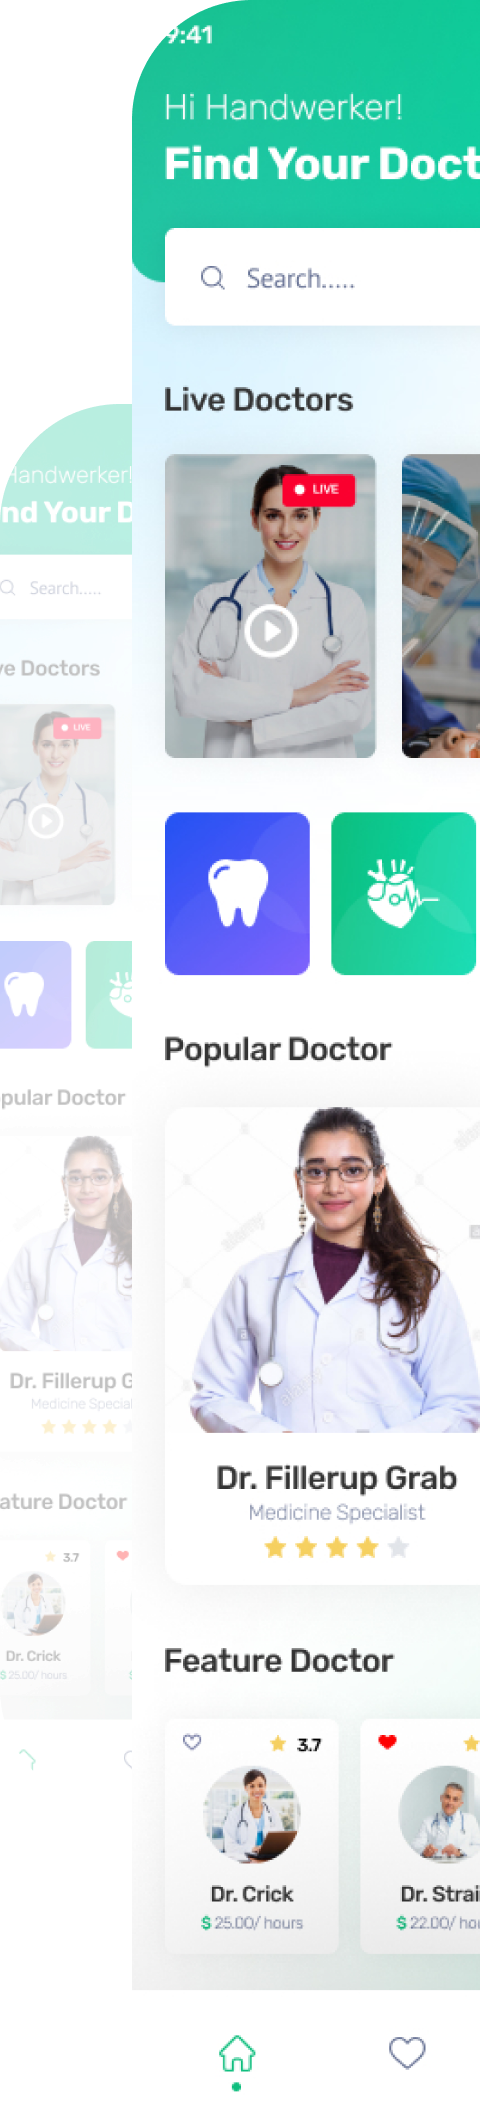 9:41
Hi Handwerker!
Find Your Doct
Search.....
Live Doctors
LIVE
Popular Doctor
Dr. Fillerup Grab
Medicine Specialist
Feature Doctor
3.7
Dr. Crick
$ 25.00/ hours
Dr. Strai
$ 22.00/ hou
Handwerker!
nd Your D
Search.....
ve Doctors
LIVE
pular Doctor
Dr. Fillerup G
Medicine Special
ature Doctor
3.7
Dr. Crick
$ 25.00/ hours